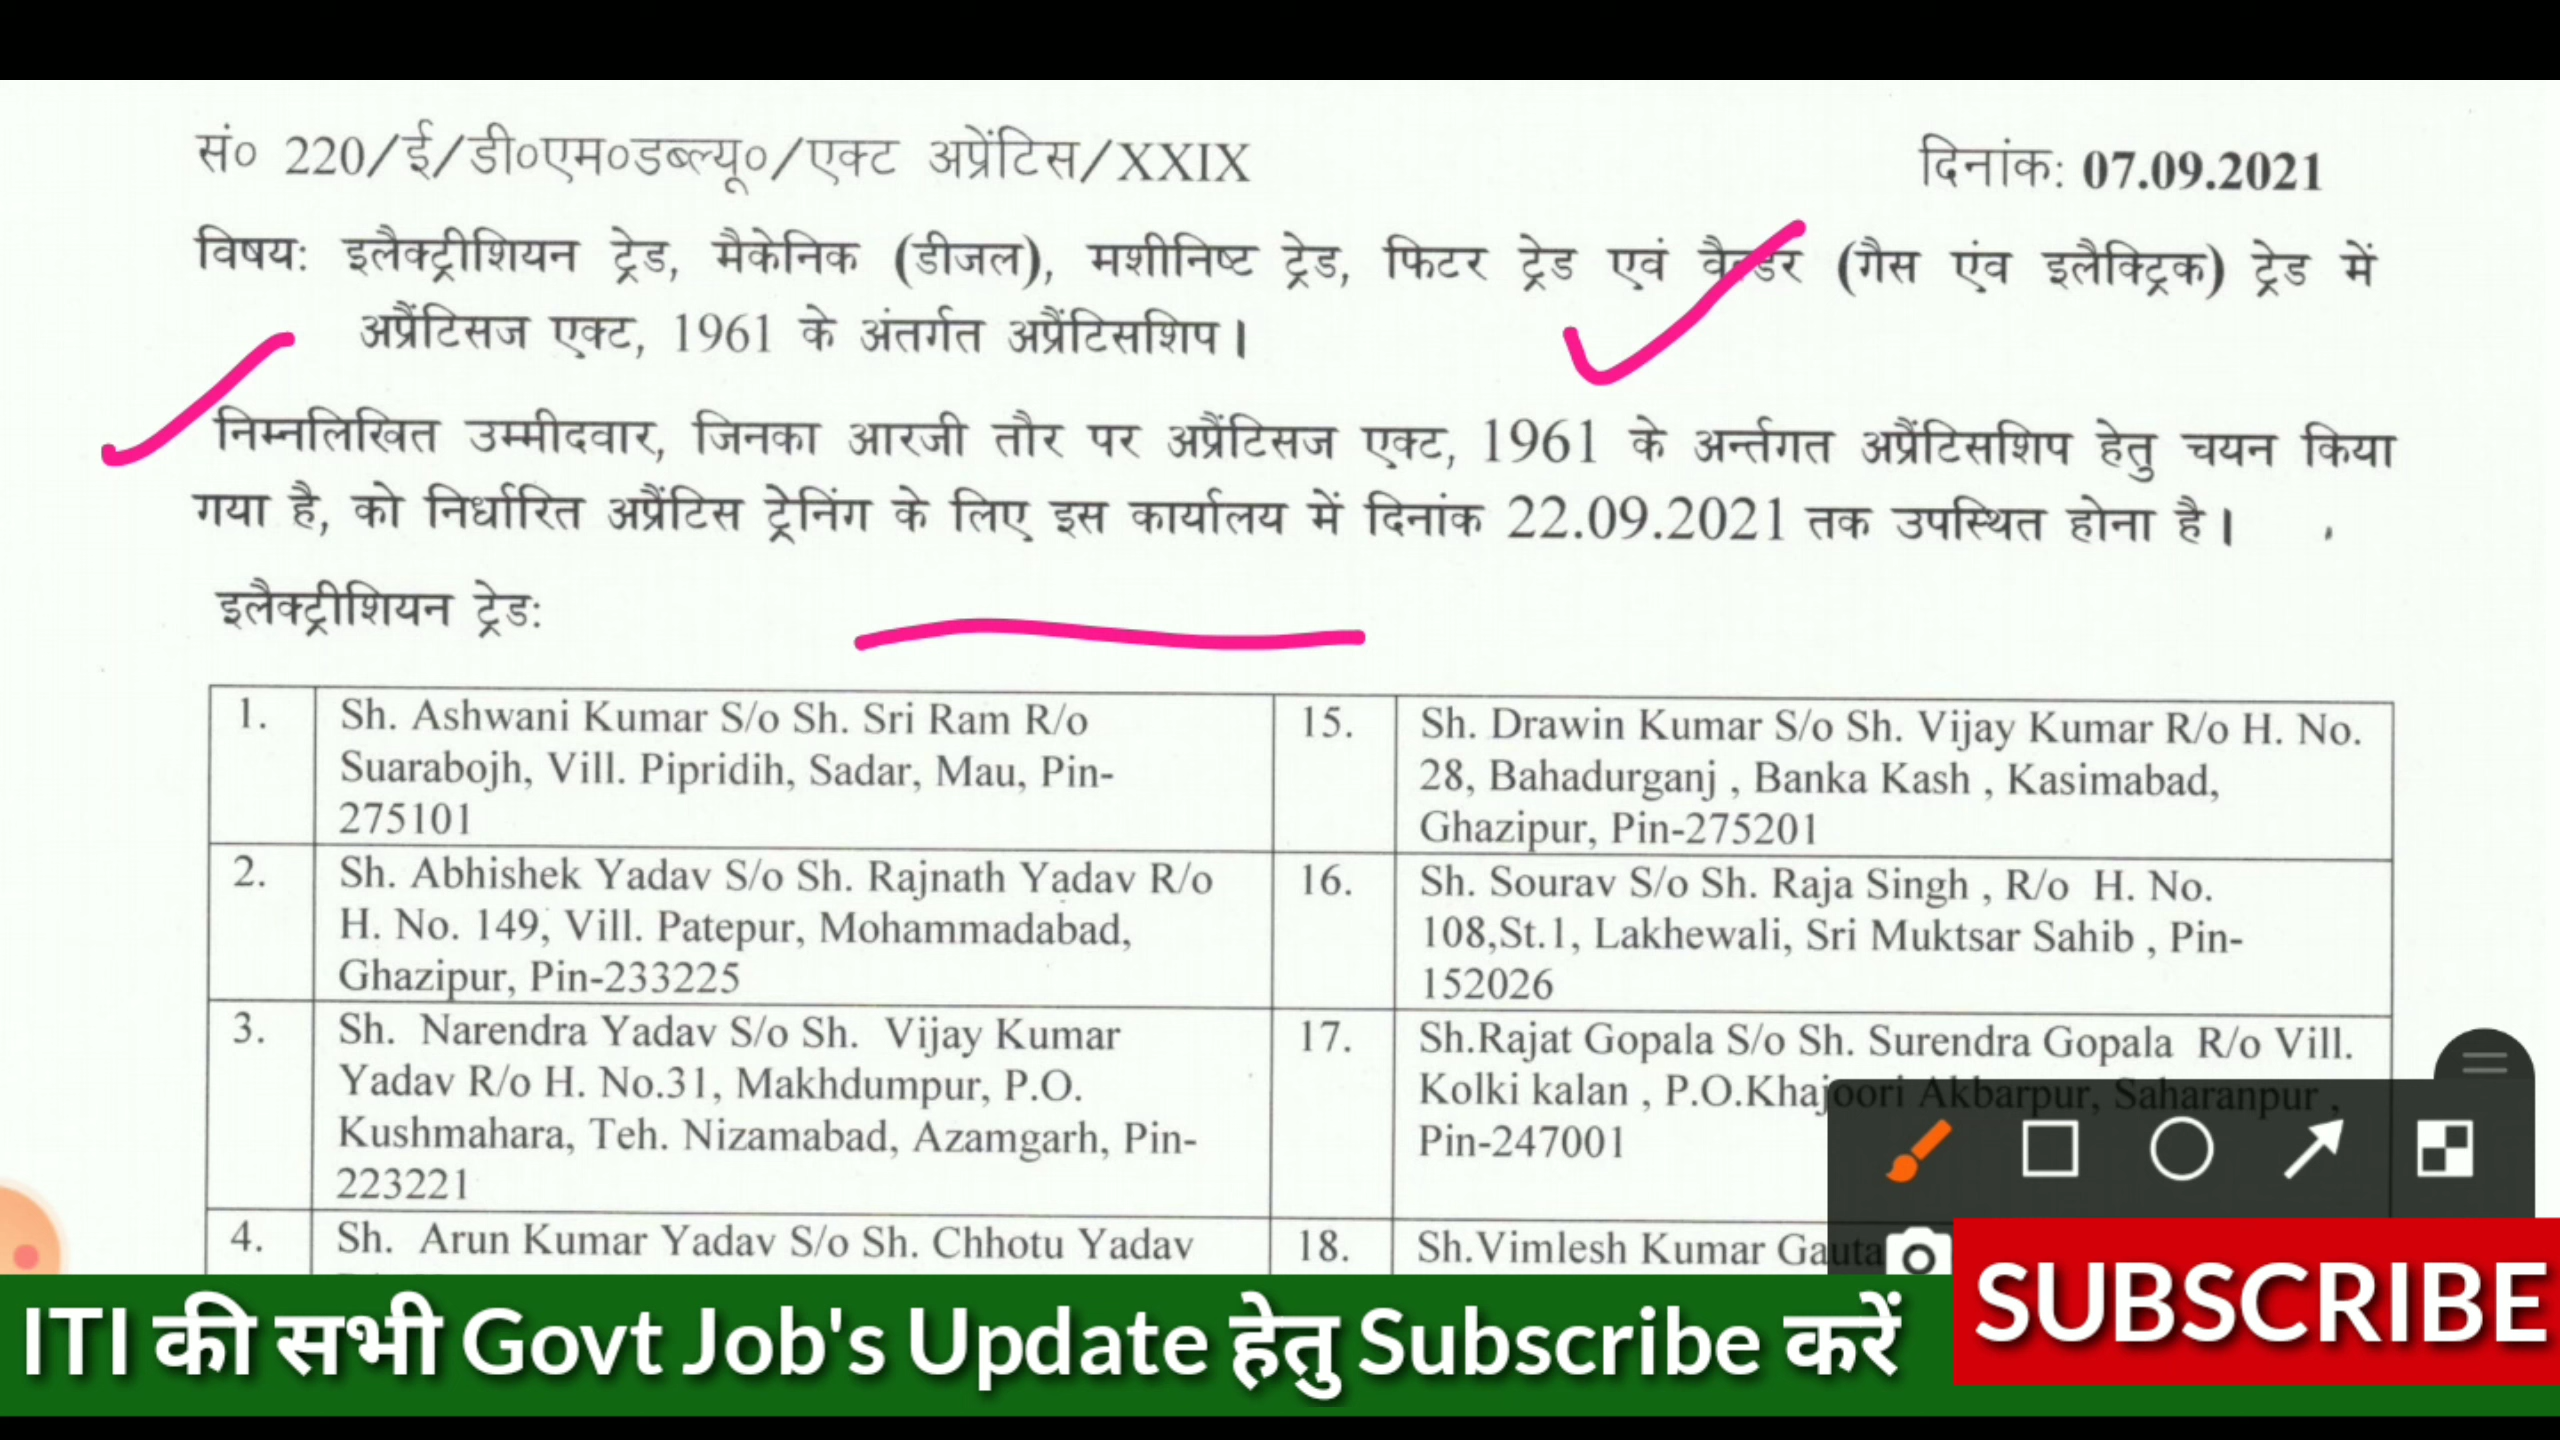 सं० 220/ई/डी०एम०डब्ल्यू०/एक्ट अप्रेंटिस/XXIX
दिनांक: 07.09.2021
विषय: इलैक्ट्रीशियन ट्रेड, मैकेनिक (डीजल), मशीनिष्ट ट्रेड, फिटर ट्रेड एवं वैल्डर (गैस एंव इलैक्ट्रिक) ट्रेड में
अप्रैंटिसज एक्ट, 1961 के अंतर्गत अप्रैंटिसशिप।
निम्नलिखित उम्मीदवार, जिनका आरजी तौर पर अप्रैंटिसज एक्ट, 1961 के अर्न्तगत अप्रैंटिसशिप हेतु चयन किया
गया है, को निर्धारित अप्रैंटिस ट्रेनिंग के लिए इस कार्यालय में दिनांक 22.09.2021 तक उपस्थित होना है।
इलैक्ट्रीशियन ट्रेड:
1.
Sh. Ashwani Kumar S/o Sh. Sri Ram R/o
Suarabojh, Vill. Pipridih, Sadar, Mau, Pin-
275101
15.
Sh. Drawin Kumar S/o Sh. Vijay Kumar R/o H. No.
28, Bahadurganj , Banka Kash , Kasimabad,
Ghazipur, Pin-275201
2.
Sh. Abhishek Yadav S/o Sh. Rajnath Yadav R/o
H. No. 149, Vill. Patepur, Mohammadabad,
Ghazipur, Pin-233225
16.
Sh. Sourav S/o Sh. Raja Singh , R/o H. No.
108,St.1, Lakhewali, Sri Muktsar Sahib , Pin-
152026
3.
Sh. Narendra Yadav S/o Sh. Vijay Kumar
Yadav R/o H. No.31, Makhdumpur, P.O.
Kushmahara, Teh. Nizamabad, Azamgarh, Pin-
223221
17.
Sh.Rajat Gopala S/o Sh. Surendra Gopala R/o Vill.
Kolki kalan , P.O.Khajoori Akbarpur, Saharanpur ,
Pin-247001
4.
Sh. Arun Kumar Yadav S/o Sh. Chhotu Yadav
18.
Sh.Vimlesh Kumar
ITI की सभी Govt Job's Update हेतु Subscribe करें
SUBSCRIBE